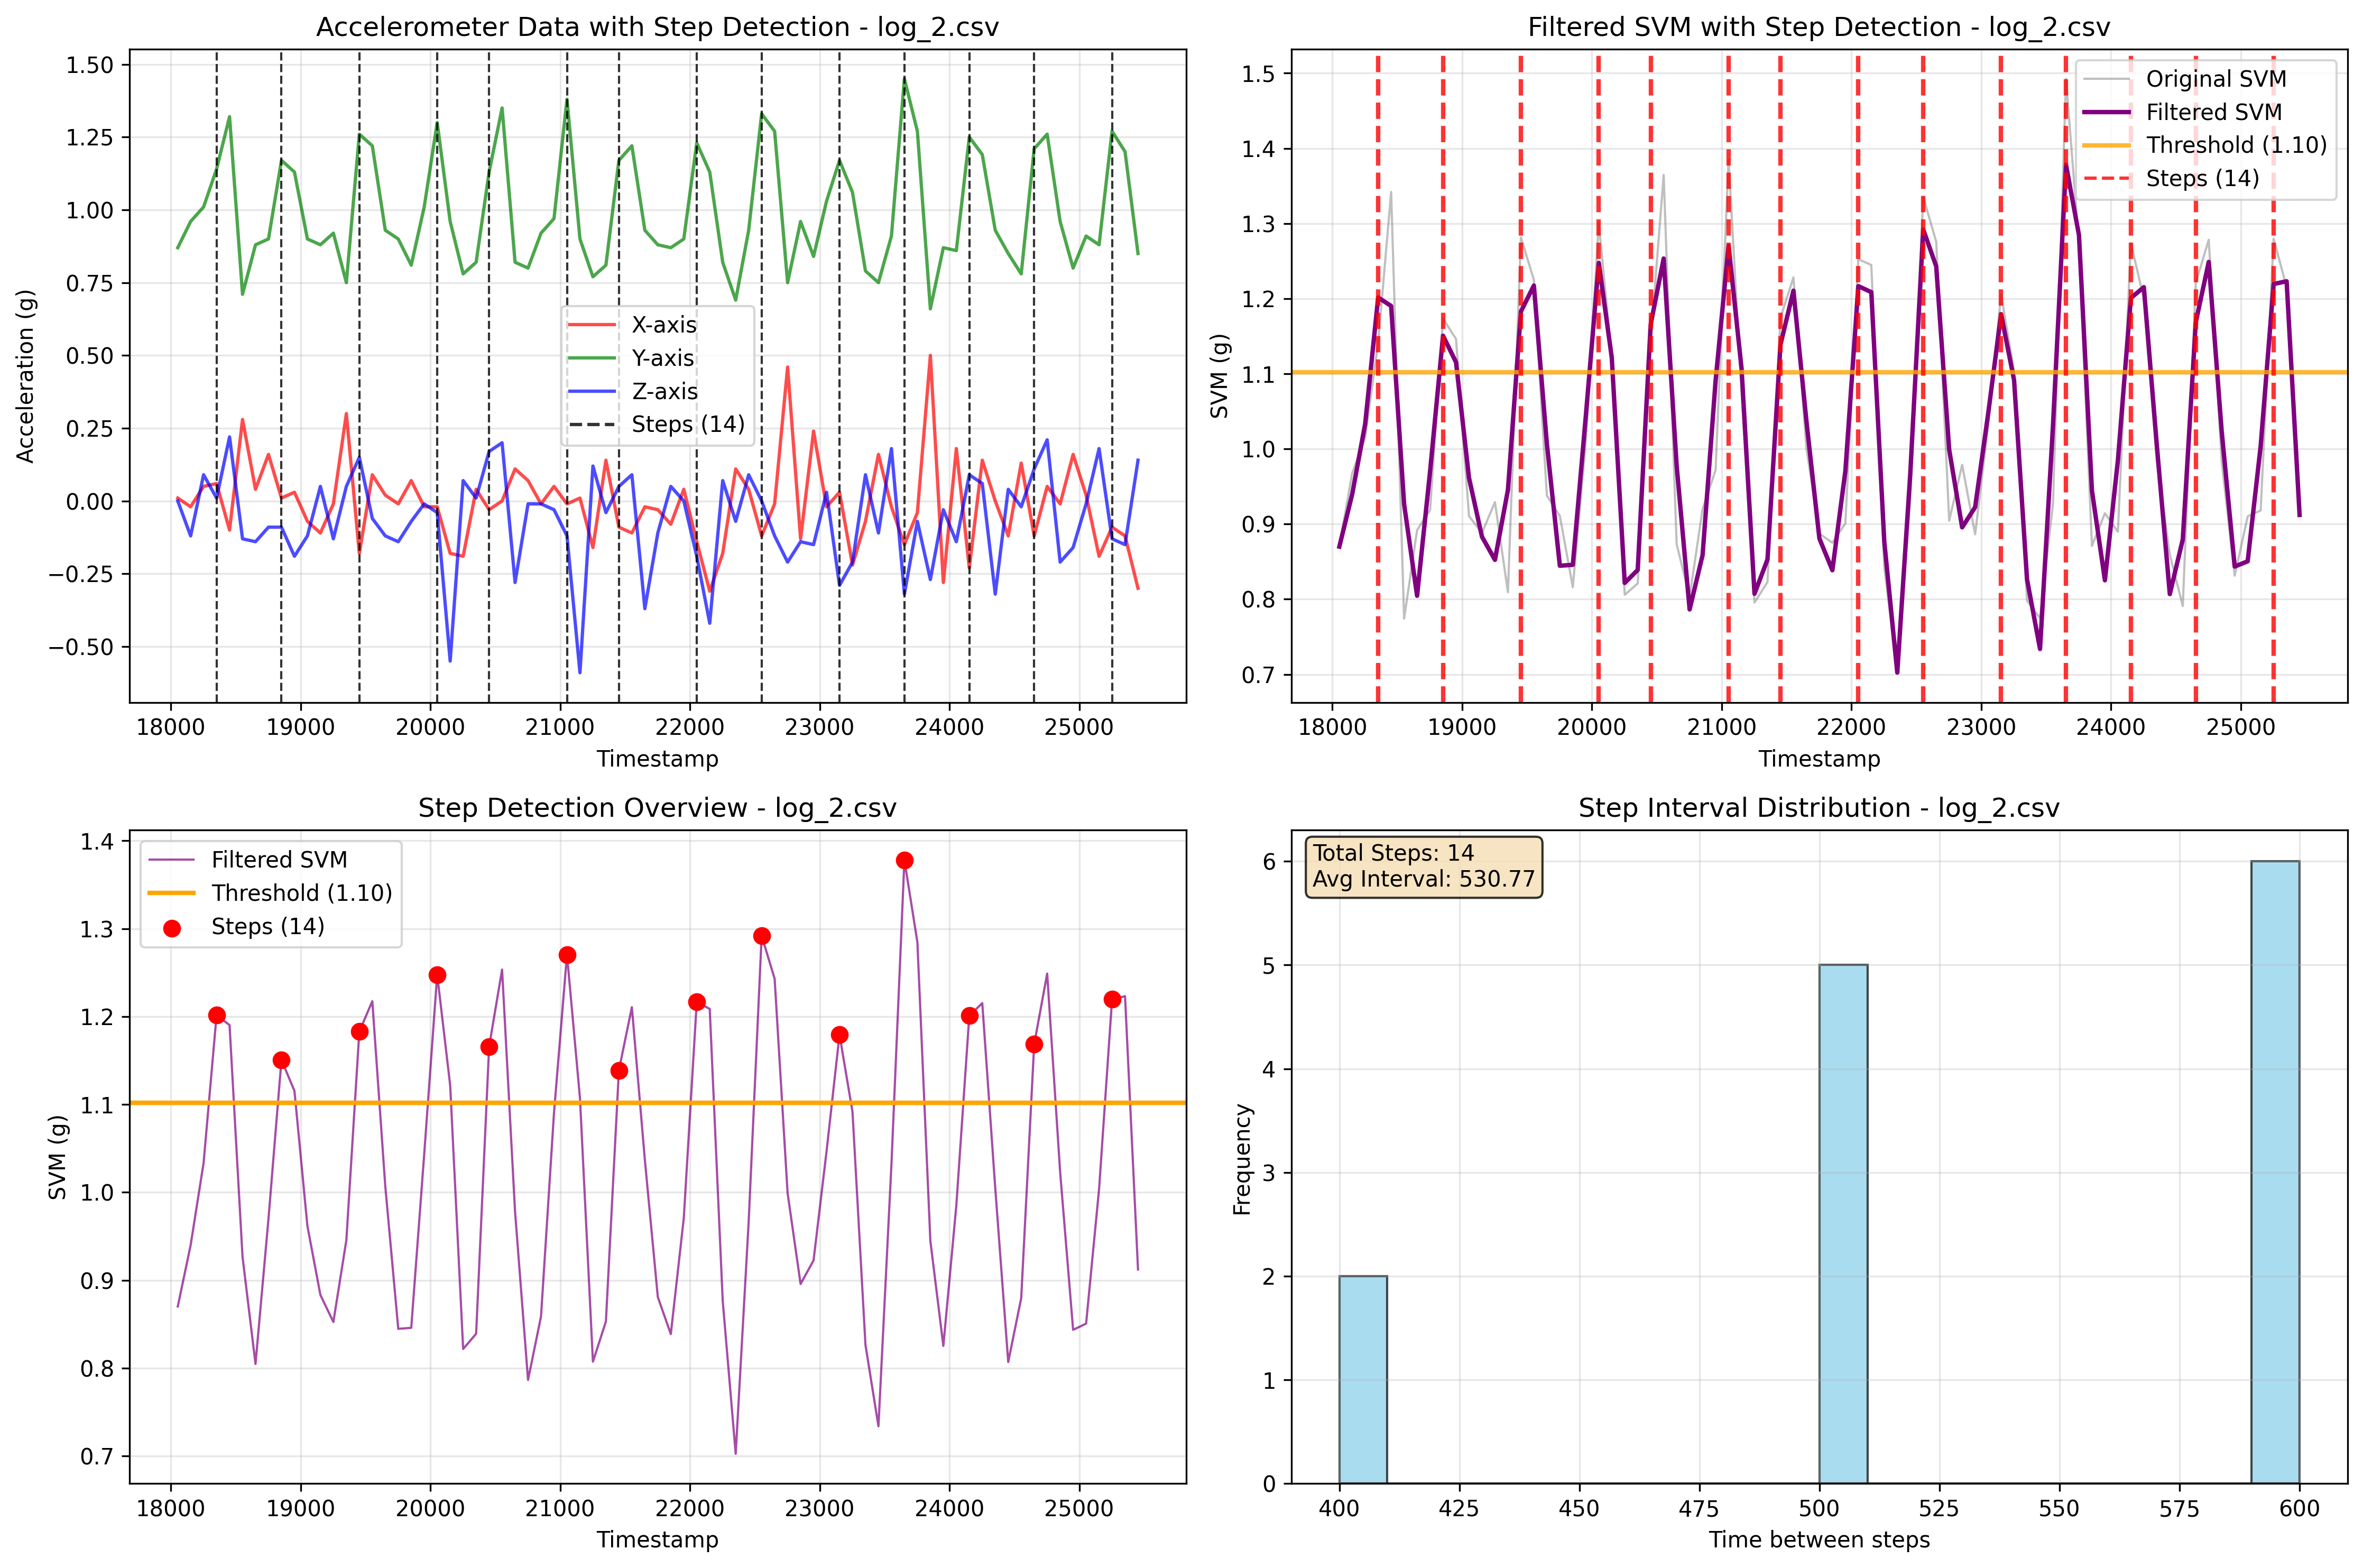 Accelerometer Data with Step Detection - log_2.csv
1.50
1.25
1.00
0.75
0.50
0.25
0.00
−0.25
−0.50
Acceleration (g)
X-axis
Y-axis
Z-axis
Steps (14)
18000 19000 20000 21000 22000 23000 24000 25000
Timestamp
Filtered SVM with Step Detection - log_2.csv
1.5
1.4
1.3
1.2
1.1
1.0
0.9
0.8
0.7
SVM (g)
Original SVM
Filtered SVM
Threshold (1.10)
Steps (14)
18000 19000 20000 21000 22000 23000 24000 25000
Timestamp
Step Detection Overview - log_2.csv
1.4
1.3
1.2
1.1
1.0
0.9
0.8
0.7
SVM (g)
Filtered SVM
Threshold (1.10)
Steps (14)
18000 19000 20000 21000 22000 23000 24000 25000
Timestamp
Step Interval Distribution - log_2.csv
6
5
4
3
2
1
0
Frequency
Total Steps: 14
Avg Interval: 530.77
400 425 450 475 500 525 550 575 600
Time between steps